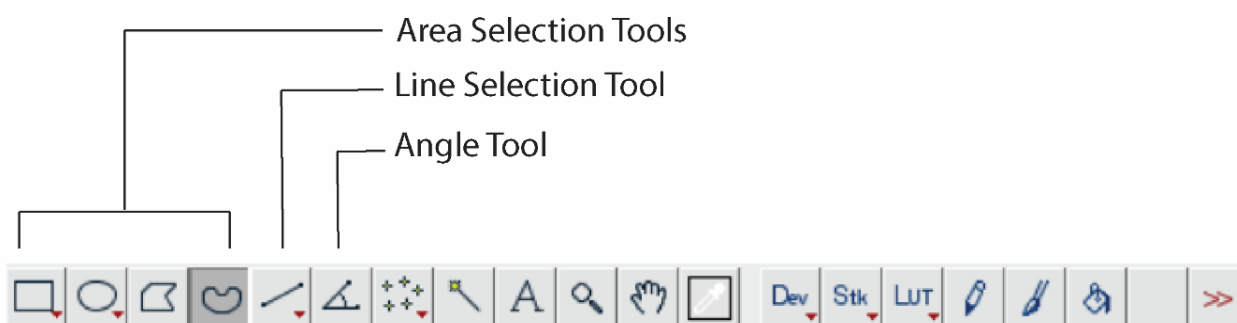 Area Selection Tools
Line Selection Tool
Angle Tool
A Dev Stk LUT >>